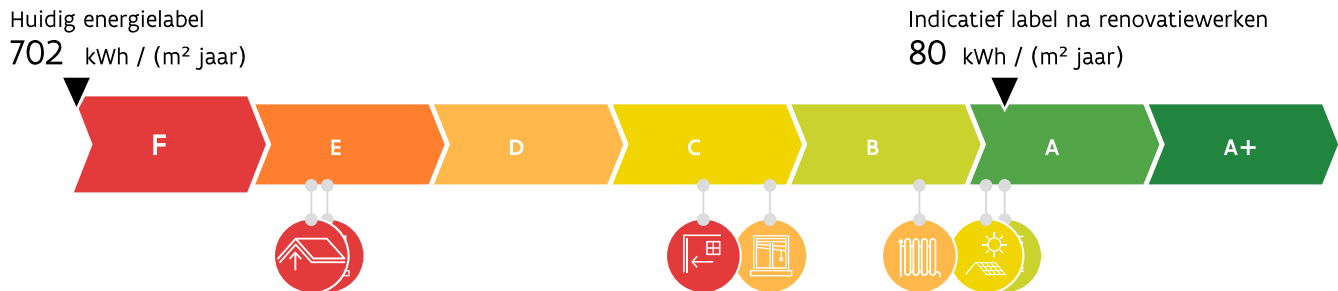 Huidig energielabel
702 kWh / (m² jaar)
Indicatief label na renovatiewerken
80 kWh / (m² jaar)
F E D C B A A+